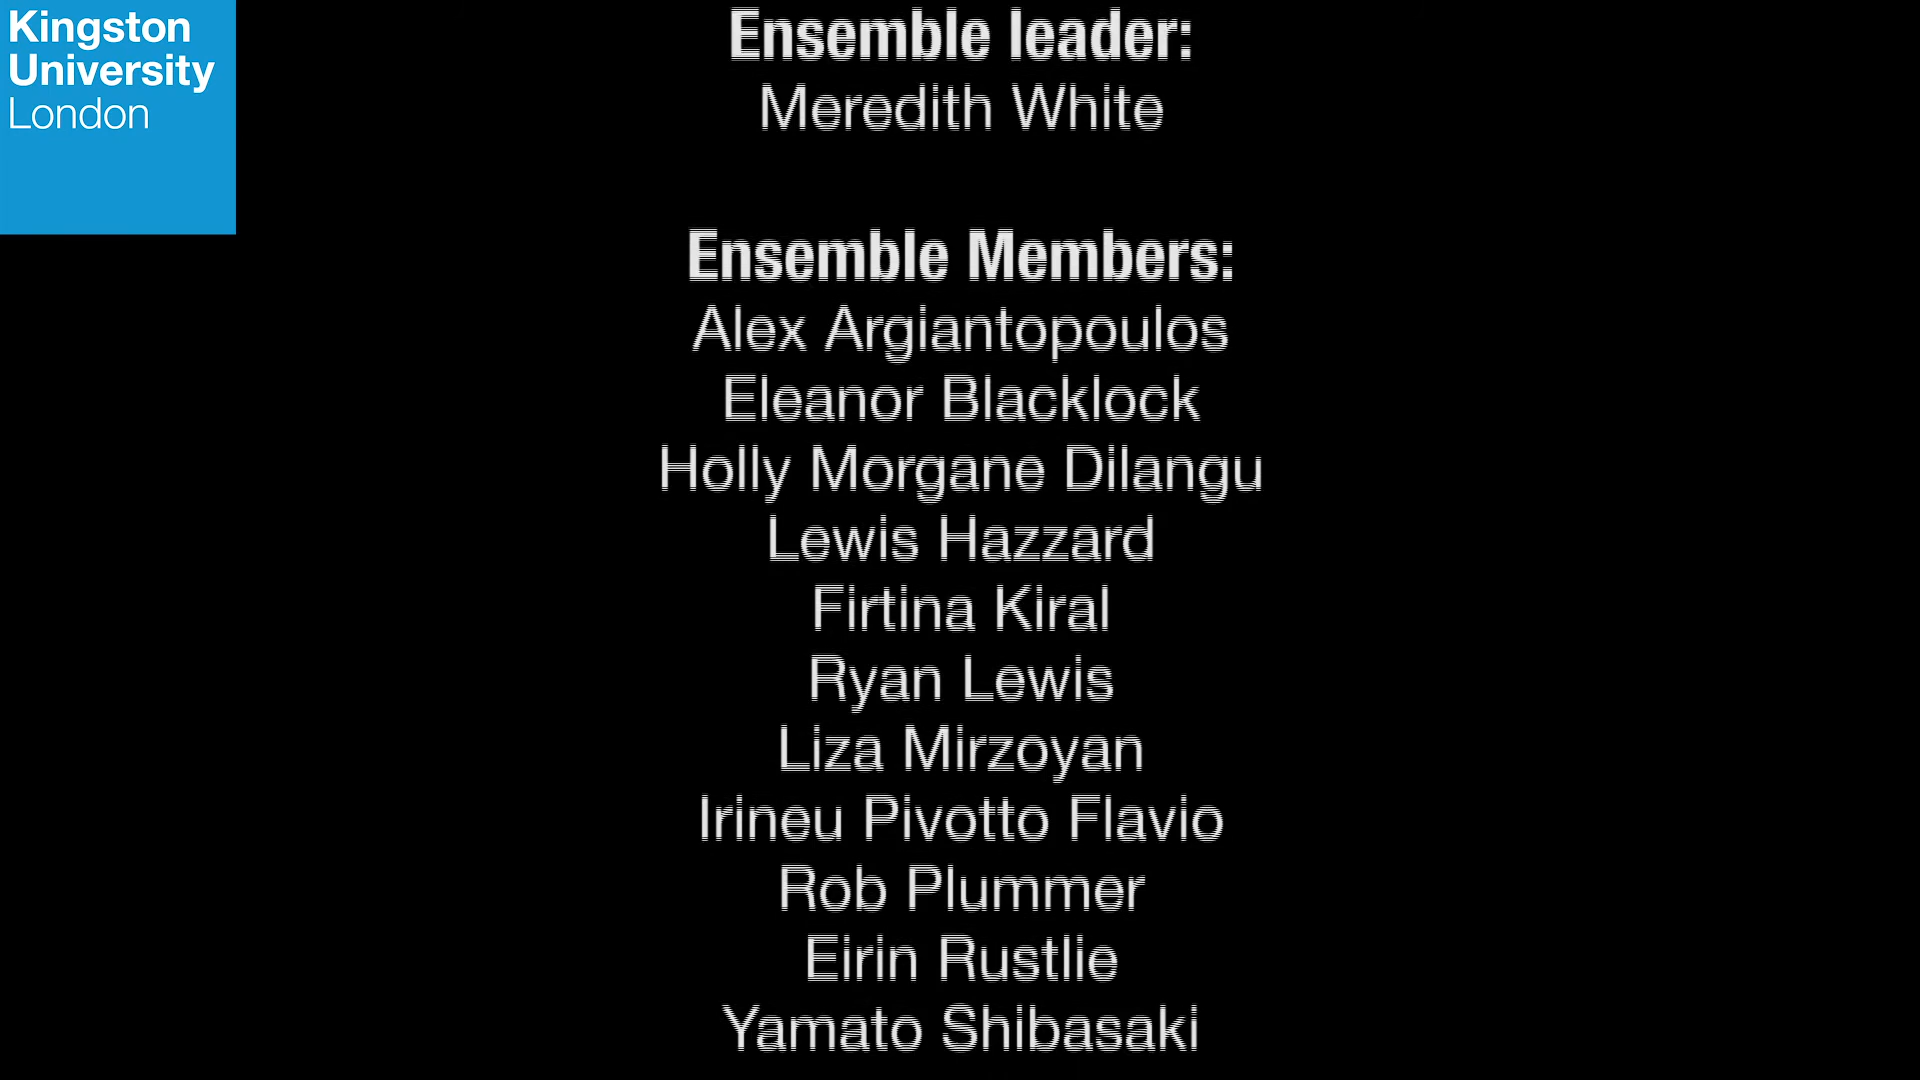 Kingston
University
London
Ensemble leader:
Meredith White
Ensemble Members:
Alex Argiantopoulos
Eleanor Blacklock
Holly Morgane Dilangu
Lewis Hazzard
Firtina Kiral
Ryan Lewis
Liza Mirzoyan
Irineu Pivotto Flavio
Rob Plummer
Eirin Rustlie
Yamato Shibasaki